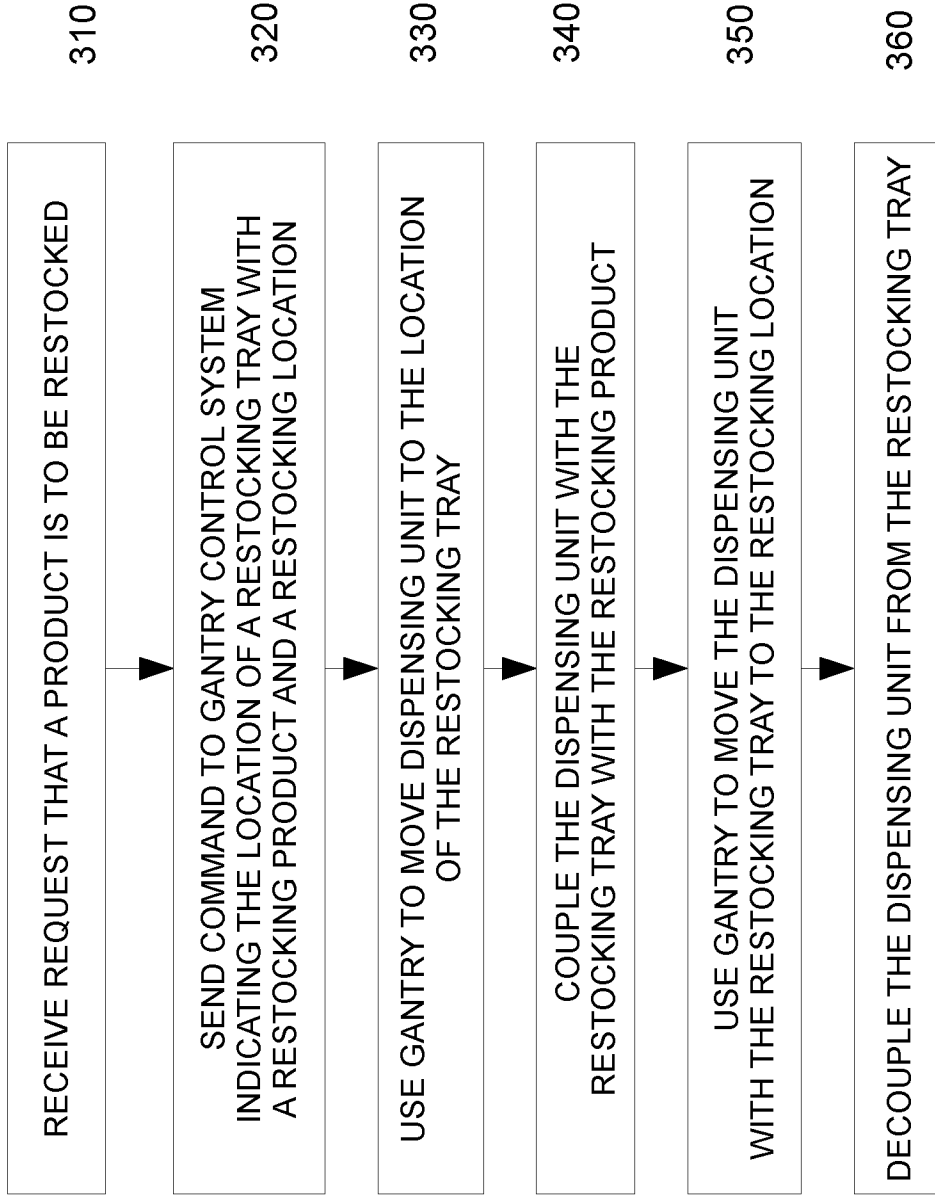 RECEIVE REQUEST THAT A PRODUCT IS TO BE RESTOCKED
310
SEND COMMAND TO GANTRY CONTROL SYSTEM
INDICATING THE LOCATION OF A RESTOCKING TRAY WITH
A RESTOCKING PRODUCT AND A RESTOCKING LOCATION
320
USE GANTRY TO MOVE DISPENSING UNIT TO THE LOCATION
OF THE RESTOCKING TRAY
330
COUPLE THE DISPENSING UNIT WITH THE
RESTOCKING TRAY WITH THE RESTOCKING PRODUCT
340
USE GANTRY TO MOVE THE DISPENSING UNIT
WITH THE RESTOCKING TRAY TO THE RESTOCKING LOCATION
350
DECOUPLE THE DISPENSING UNIT FROM THE RESTOCKING TRAY
360